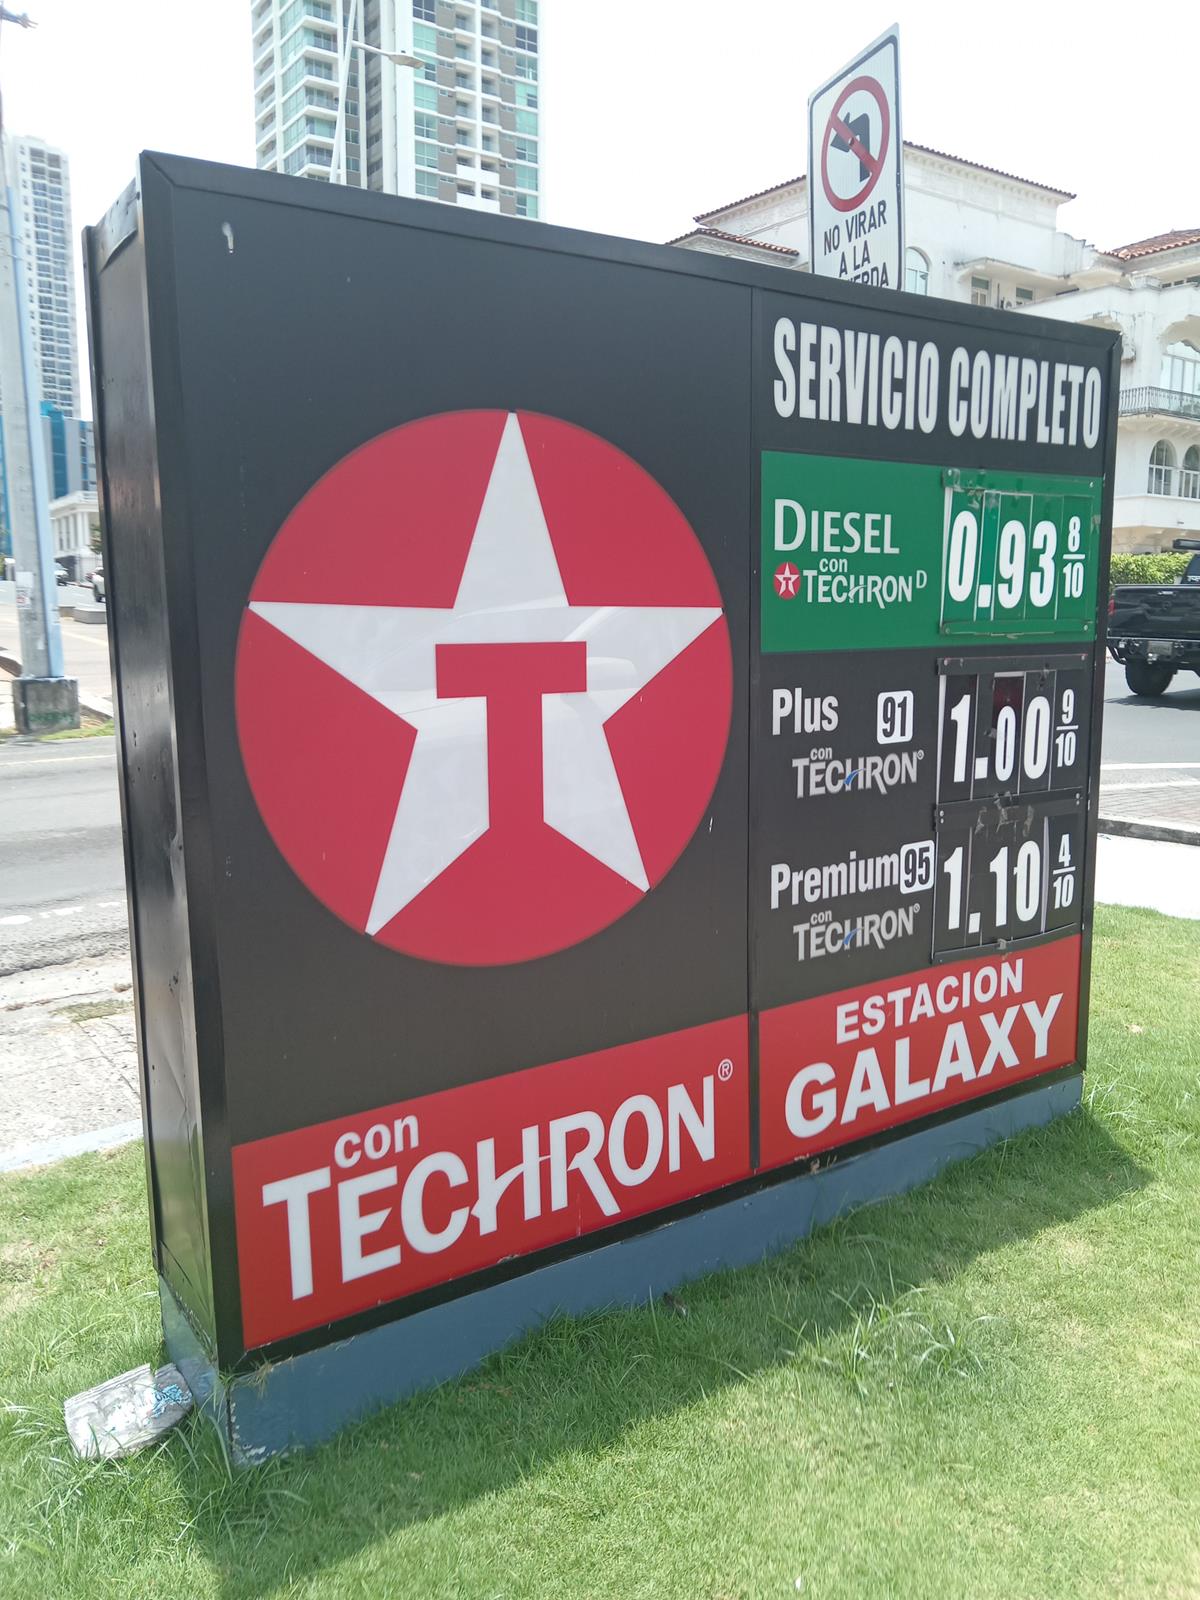 NO VIRAR
A LA
SERVICIO COMPLETO
DIESEL
con
TECHRON D
0.93 8/10
Plus 91
con
TECHRON®
1.00 9/10
Premium 95
con
TECHRON®
1.10 4/10
T
con
TECHRON®
ESTACION
GALAXY